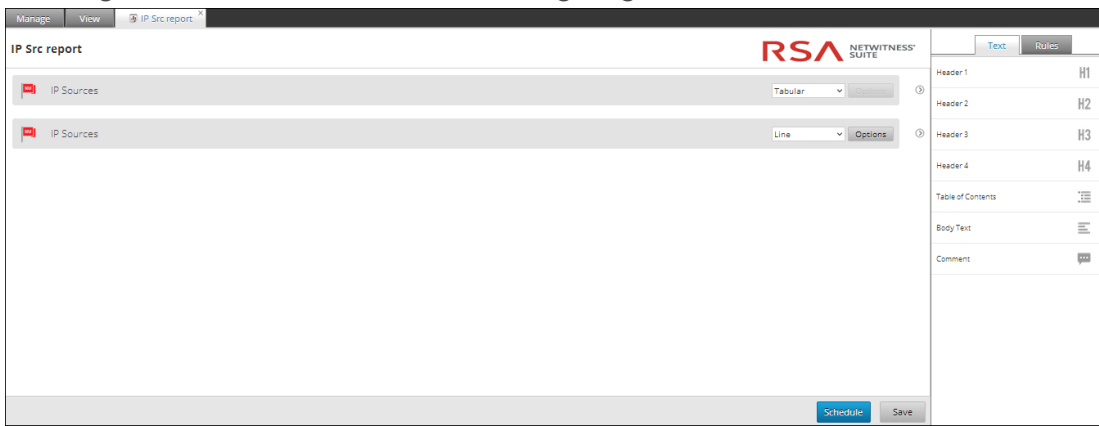 Manage View IP Src report ×
IP Src report
RSA NETWITNESS®
SUITE
IP Sources Tabular Options
IP Sources Line Options
Schedule Save
Text Rules
Header 1 H1
Header 2 H2
Header 3 H3
Header 4 H4
Table of Contents
Body Text
Comment